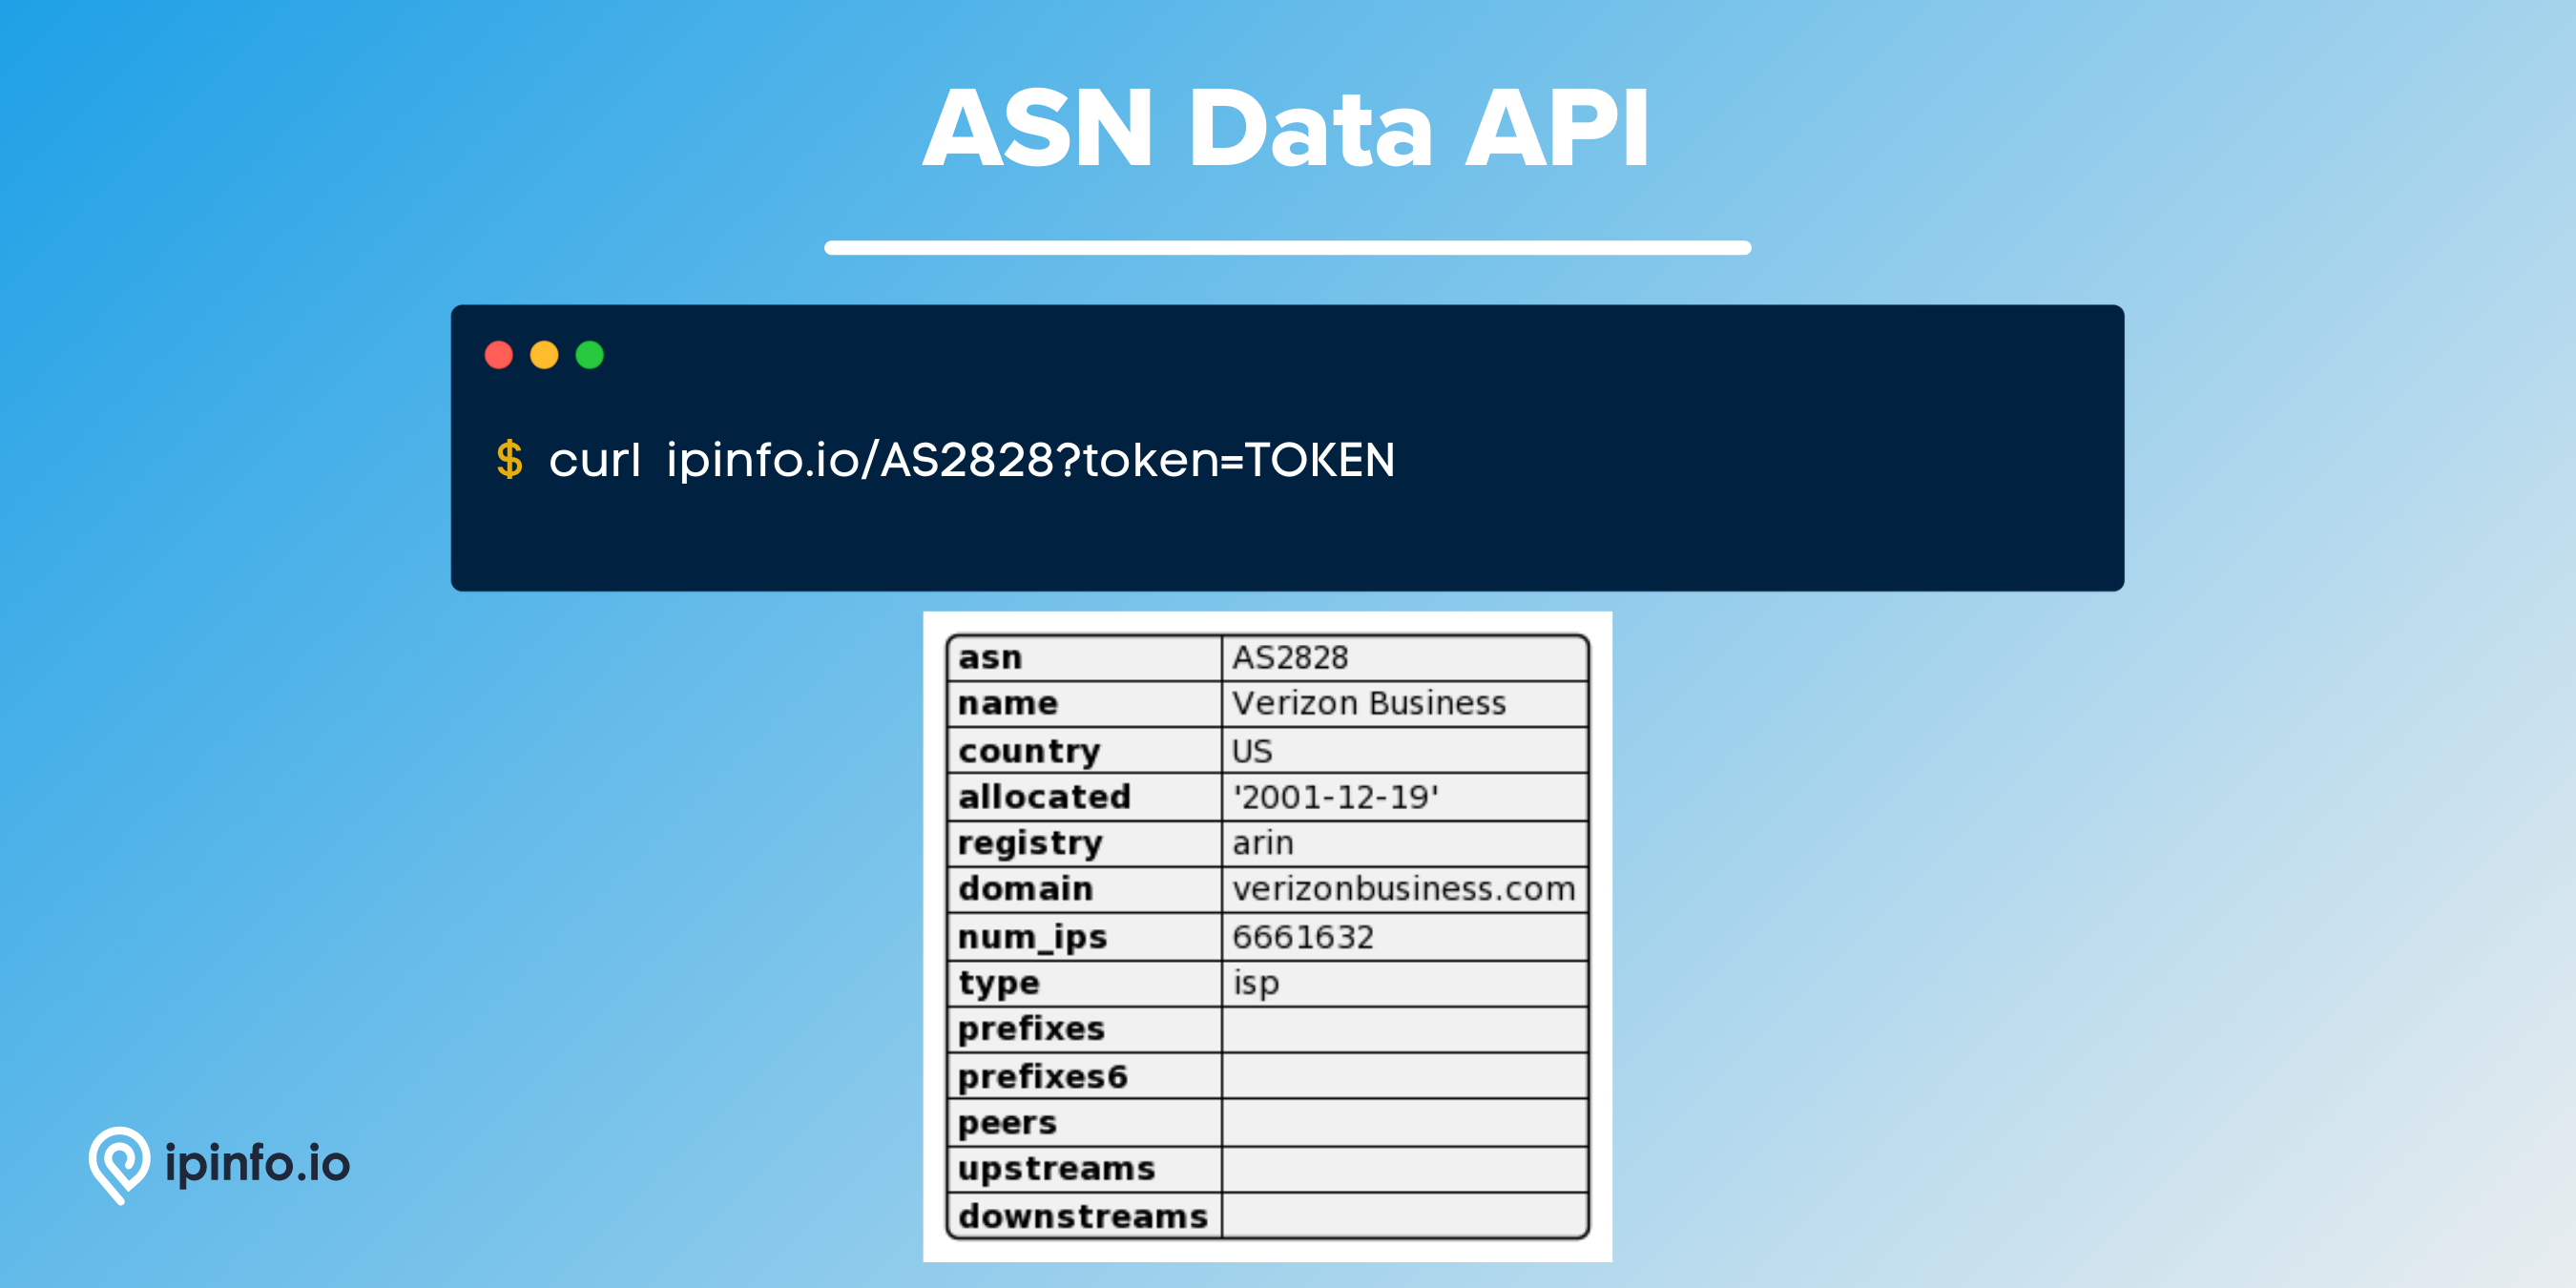 ASN Data API
$ curl ipinfo.io/AS2828?token=TOKEN
asn AS2828
name Verizon Business
country US
allocated '2001-12-19'
registry arin
domain verizonbusiness.com
num_ips 6661632
type isp
prefixes
prefixes6
peers
upstreams
downstreams
ipinfo.io